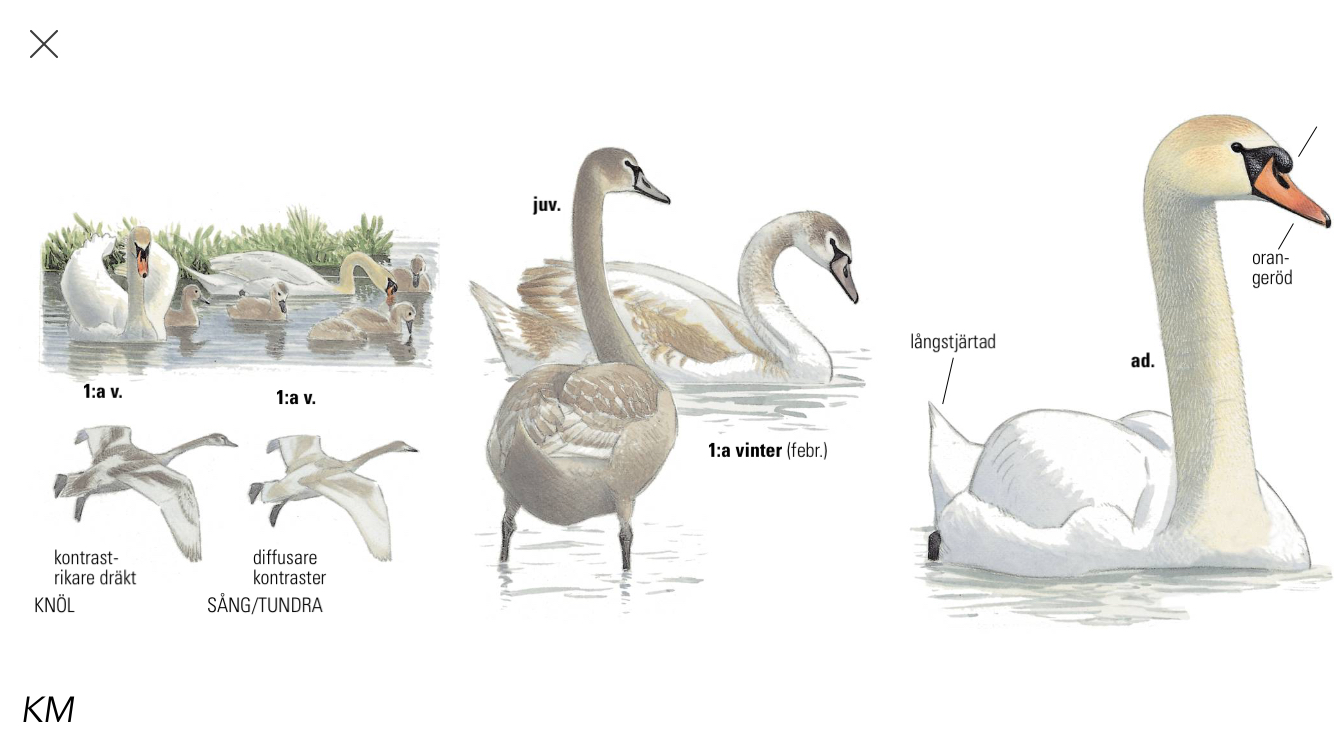 juv.
oran-
geröd
långstjärtad
ad.
1:a v.
1:a v.
1:a vinter (febr.)
kontrast-
rikare dräkt
diffusare
kontraster
KNÖL
SÅNG/TUNDRA
KM